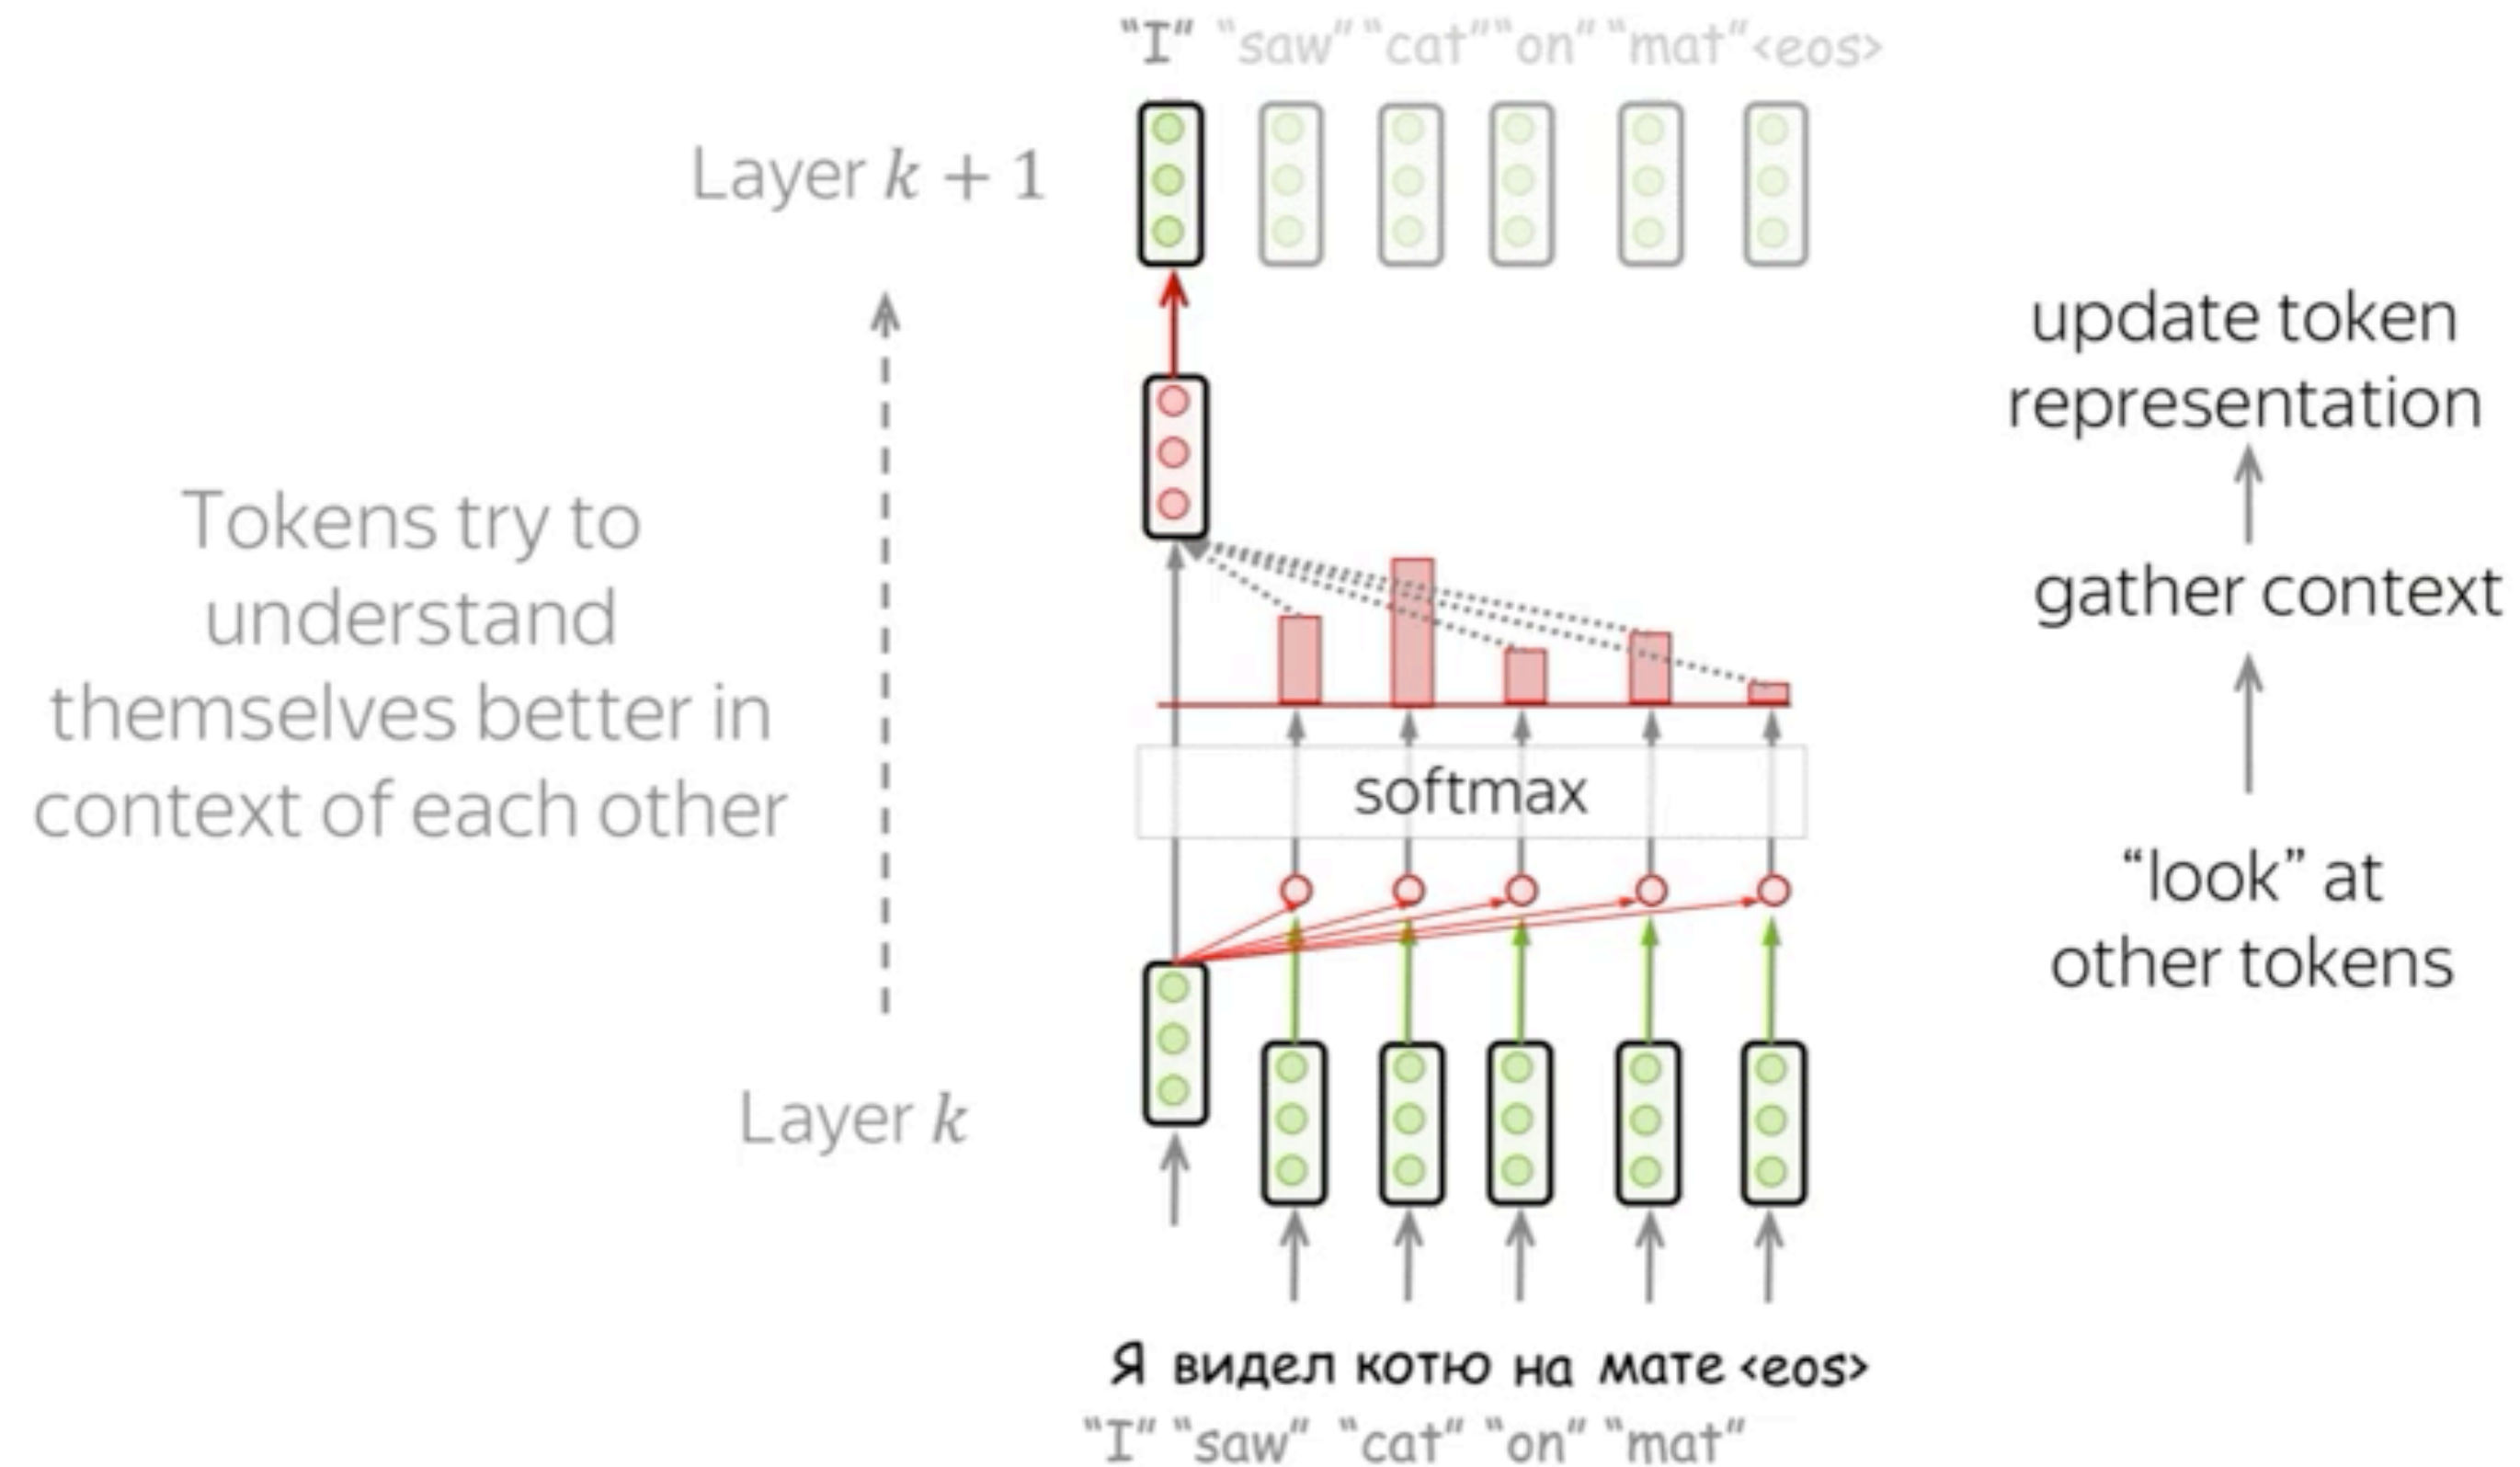 “I” “saw” “cat” “on” “mat” <eos>
Layer k + 1
Tokens try to
understand
themselves better in
context of each other
Layer k
softmax
update token
representation
gather context
“look” at
other tokens
Я видел котю на мате <eos>
“I” “saw” “cat” “on” “mat”